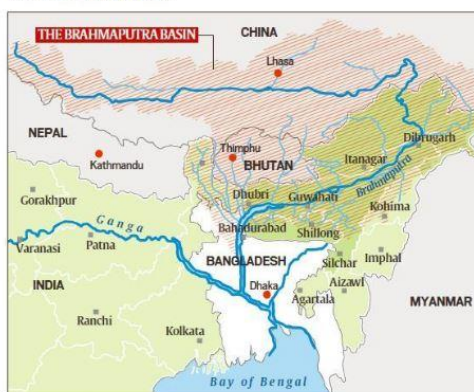 THE BRAHMAPUTRA BASIN
CHINA
Lhasa
NEPAL
Kathmandu
Thimphu
BHUTAN
Dibrugarh
Itanagar
Brahmaputra
Dhubri
Guwahati
Kohima
Gorakhpur
Ganga
Bahadurabad
Shillong
Varanasi
Patna
BANGLADESH
Silchar
Imphal
INDIA
Dhaka
Aizawl
Agartala
MYANMAR
Ranchi
Kolkata
Bay of Bengal